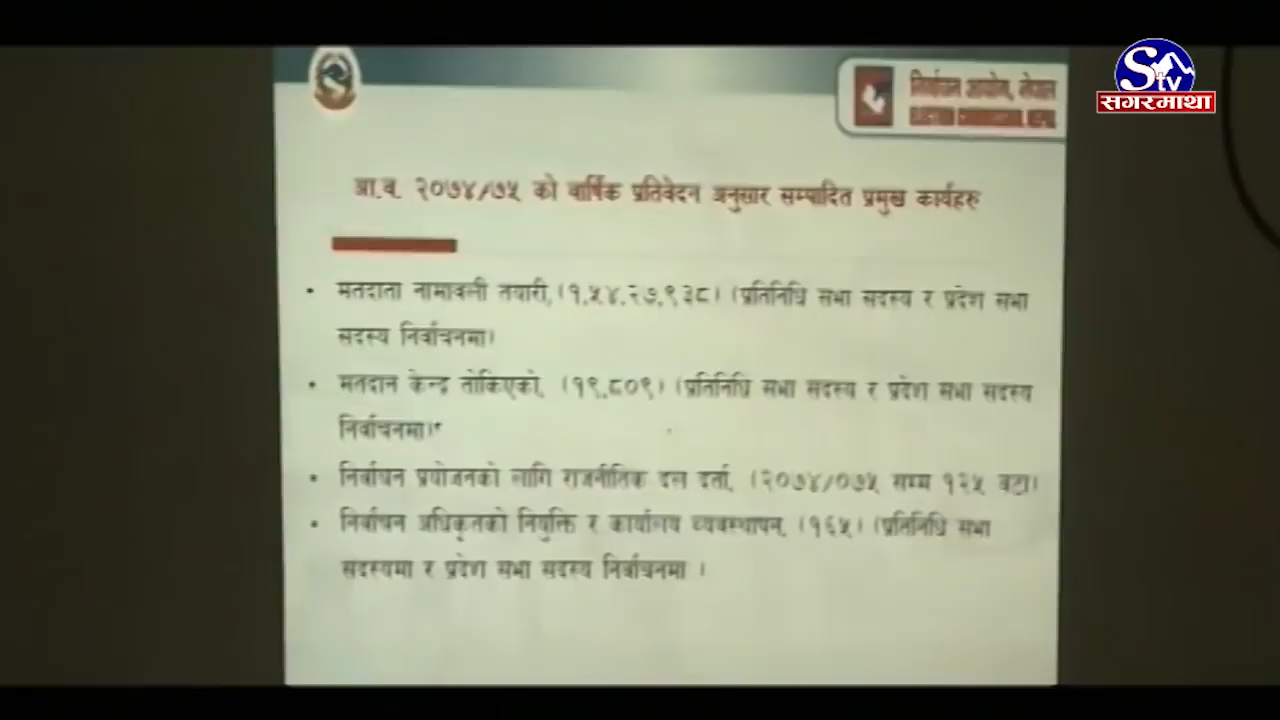 STV
सगरमाथा
निर्वाचन आयोग, नेपाल
आ.व. २०७४/७५ को वार्षिक प्रतिवेदन अनुसार सम्पादित प्रमुख कार्यहरु
• मतदाता नामावली तयारी, (१,५४,२७,९३८) (प्रतिनिधि सभा सदस्य र प्रदेश सभा
सदस्य निर्वाचनमा।
• मतदान केन्द्र तोकिएको, (१९,८०९) (प्रतिनिधि सभा सदस्य र प्रदेश सभा सदस्य
निर्वाचनमा।
• निर्वाचन प्रयोजनको लागि राजनीतिक दल दर्ता, (२०७४/०७५ सम्म १२५ वटा)
• निर्वाचन अधिकृतको नियुक्ति र कार्यालय व्यवस्थापन, (१६५) (प्रतिनिधि सभा
सदस्यमा र प्रदेश सभा सदस्य निर्वाचनमा ।